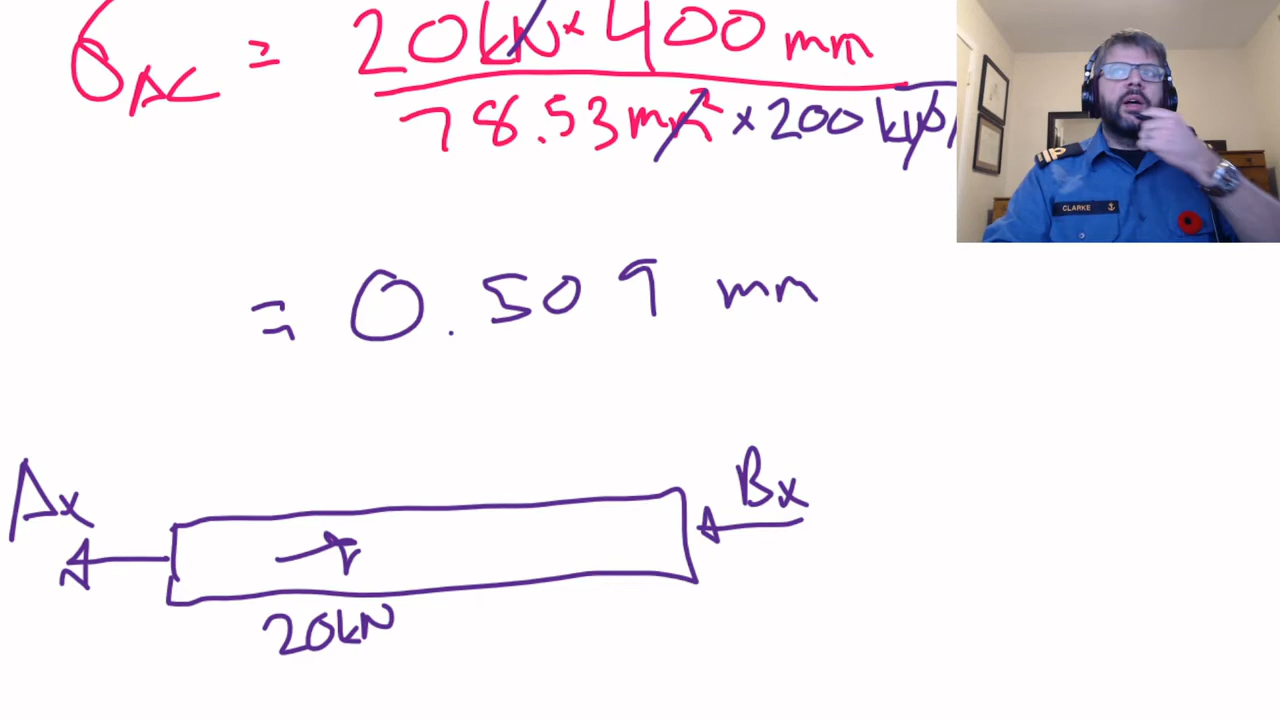 δAC = 20kN × 400 mm
78.53 mm² × 200 kN/
= 0.509 mm
Ax
Bx
20kN
CLARKE